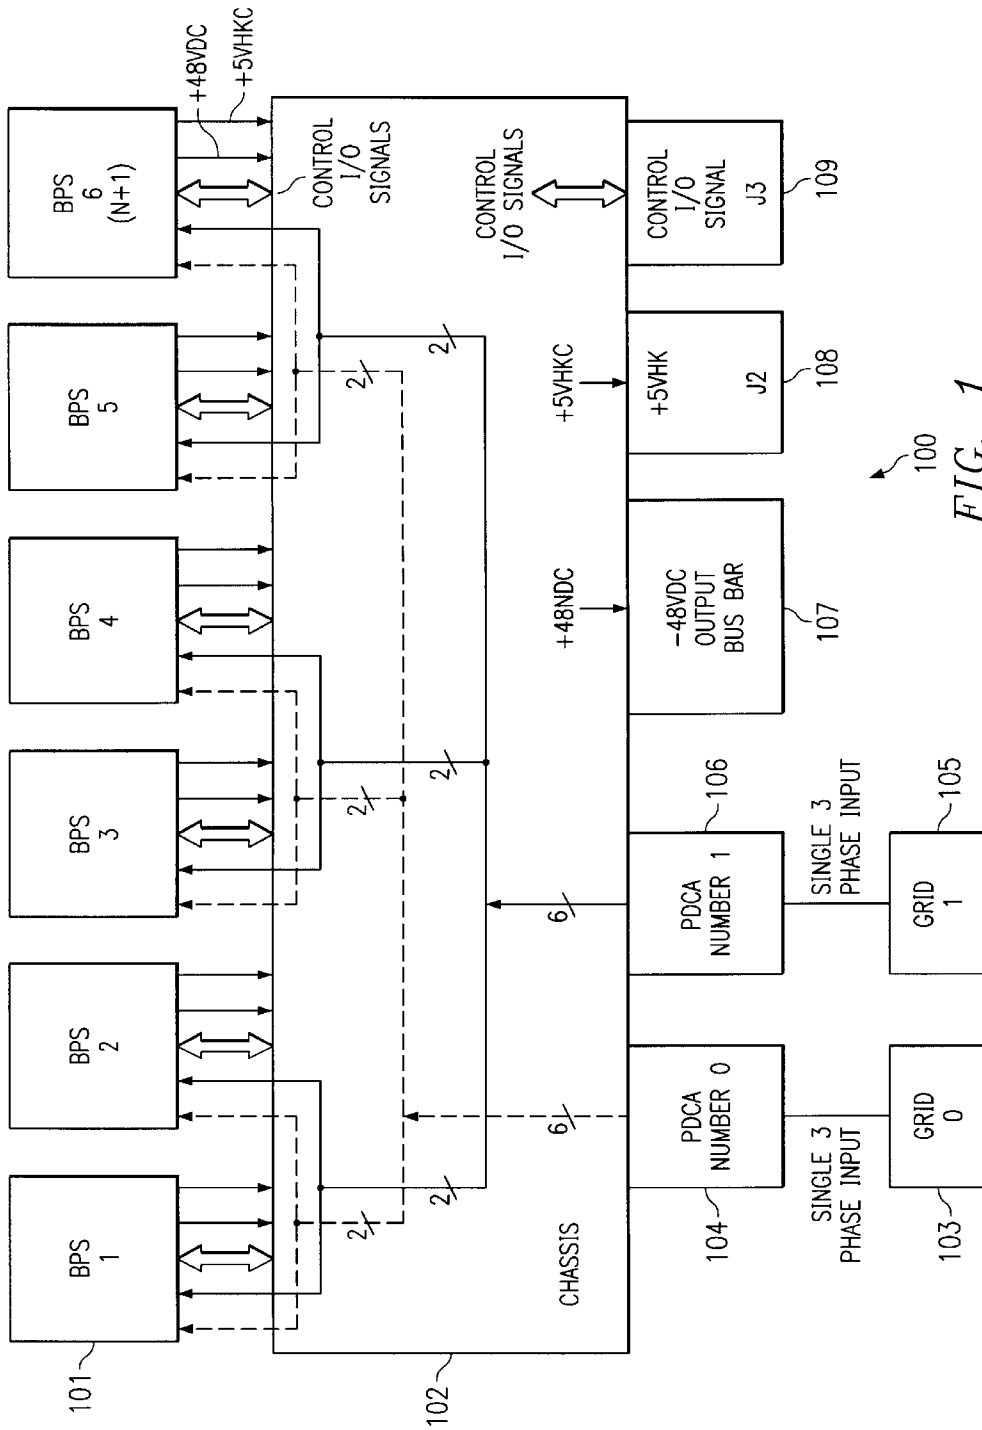 BPS
1
BPS
2
BPS
3
BPS
4
BPS
5
BPS
6
(N+1)
+48VDC
+5VHKC
101
CONTROL
I/O
SIGNALS
2
2
2
2
2
2
6
6
CHASSIS
102
+48NDC
+5VHKC
CONTROL
I/O SIGNALS
PDCA
NUMBER 0
104
PDCA
NUMBER 1
106
-48VDC
OUTPUT
BUS BAR
107
+5VHK
J2
108
CONTROL
I/O
SIGNAL
J3
109
SINGLE 3
PHASE INPUT
SINGLE 3
PHASE INPUT
GRID
0
103
GRID
1
105
100
FIG. 1